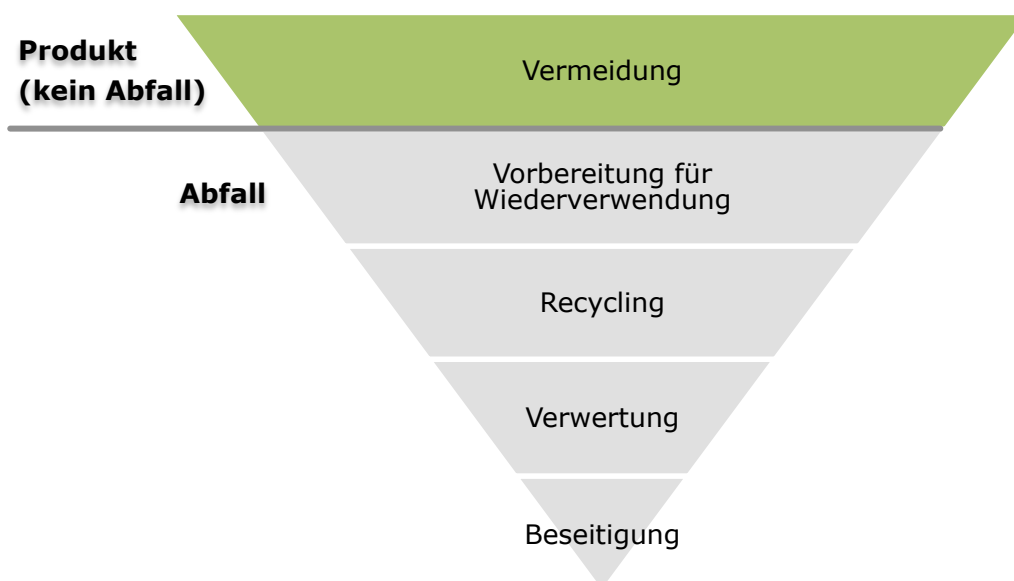 Produkt
(kein Abfall)
Vermeidung
Abfall
Vorbereitung für
Wiederverwendung
Recycling
Verwertung
Beseitigung